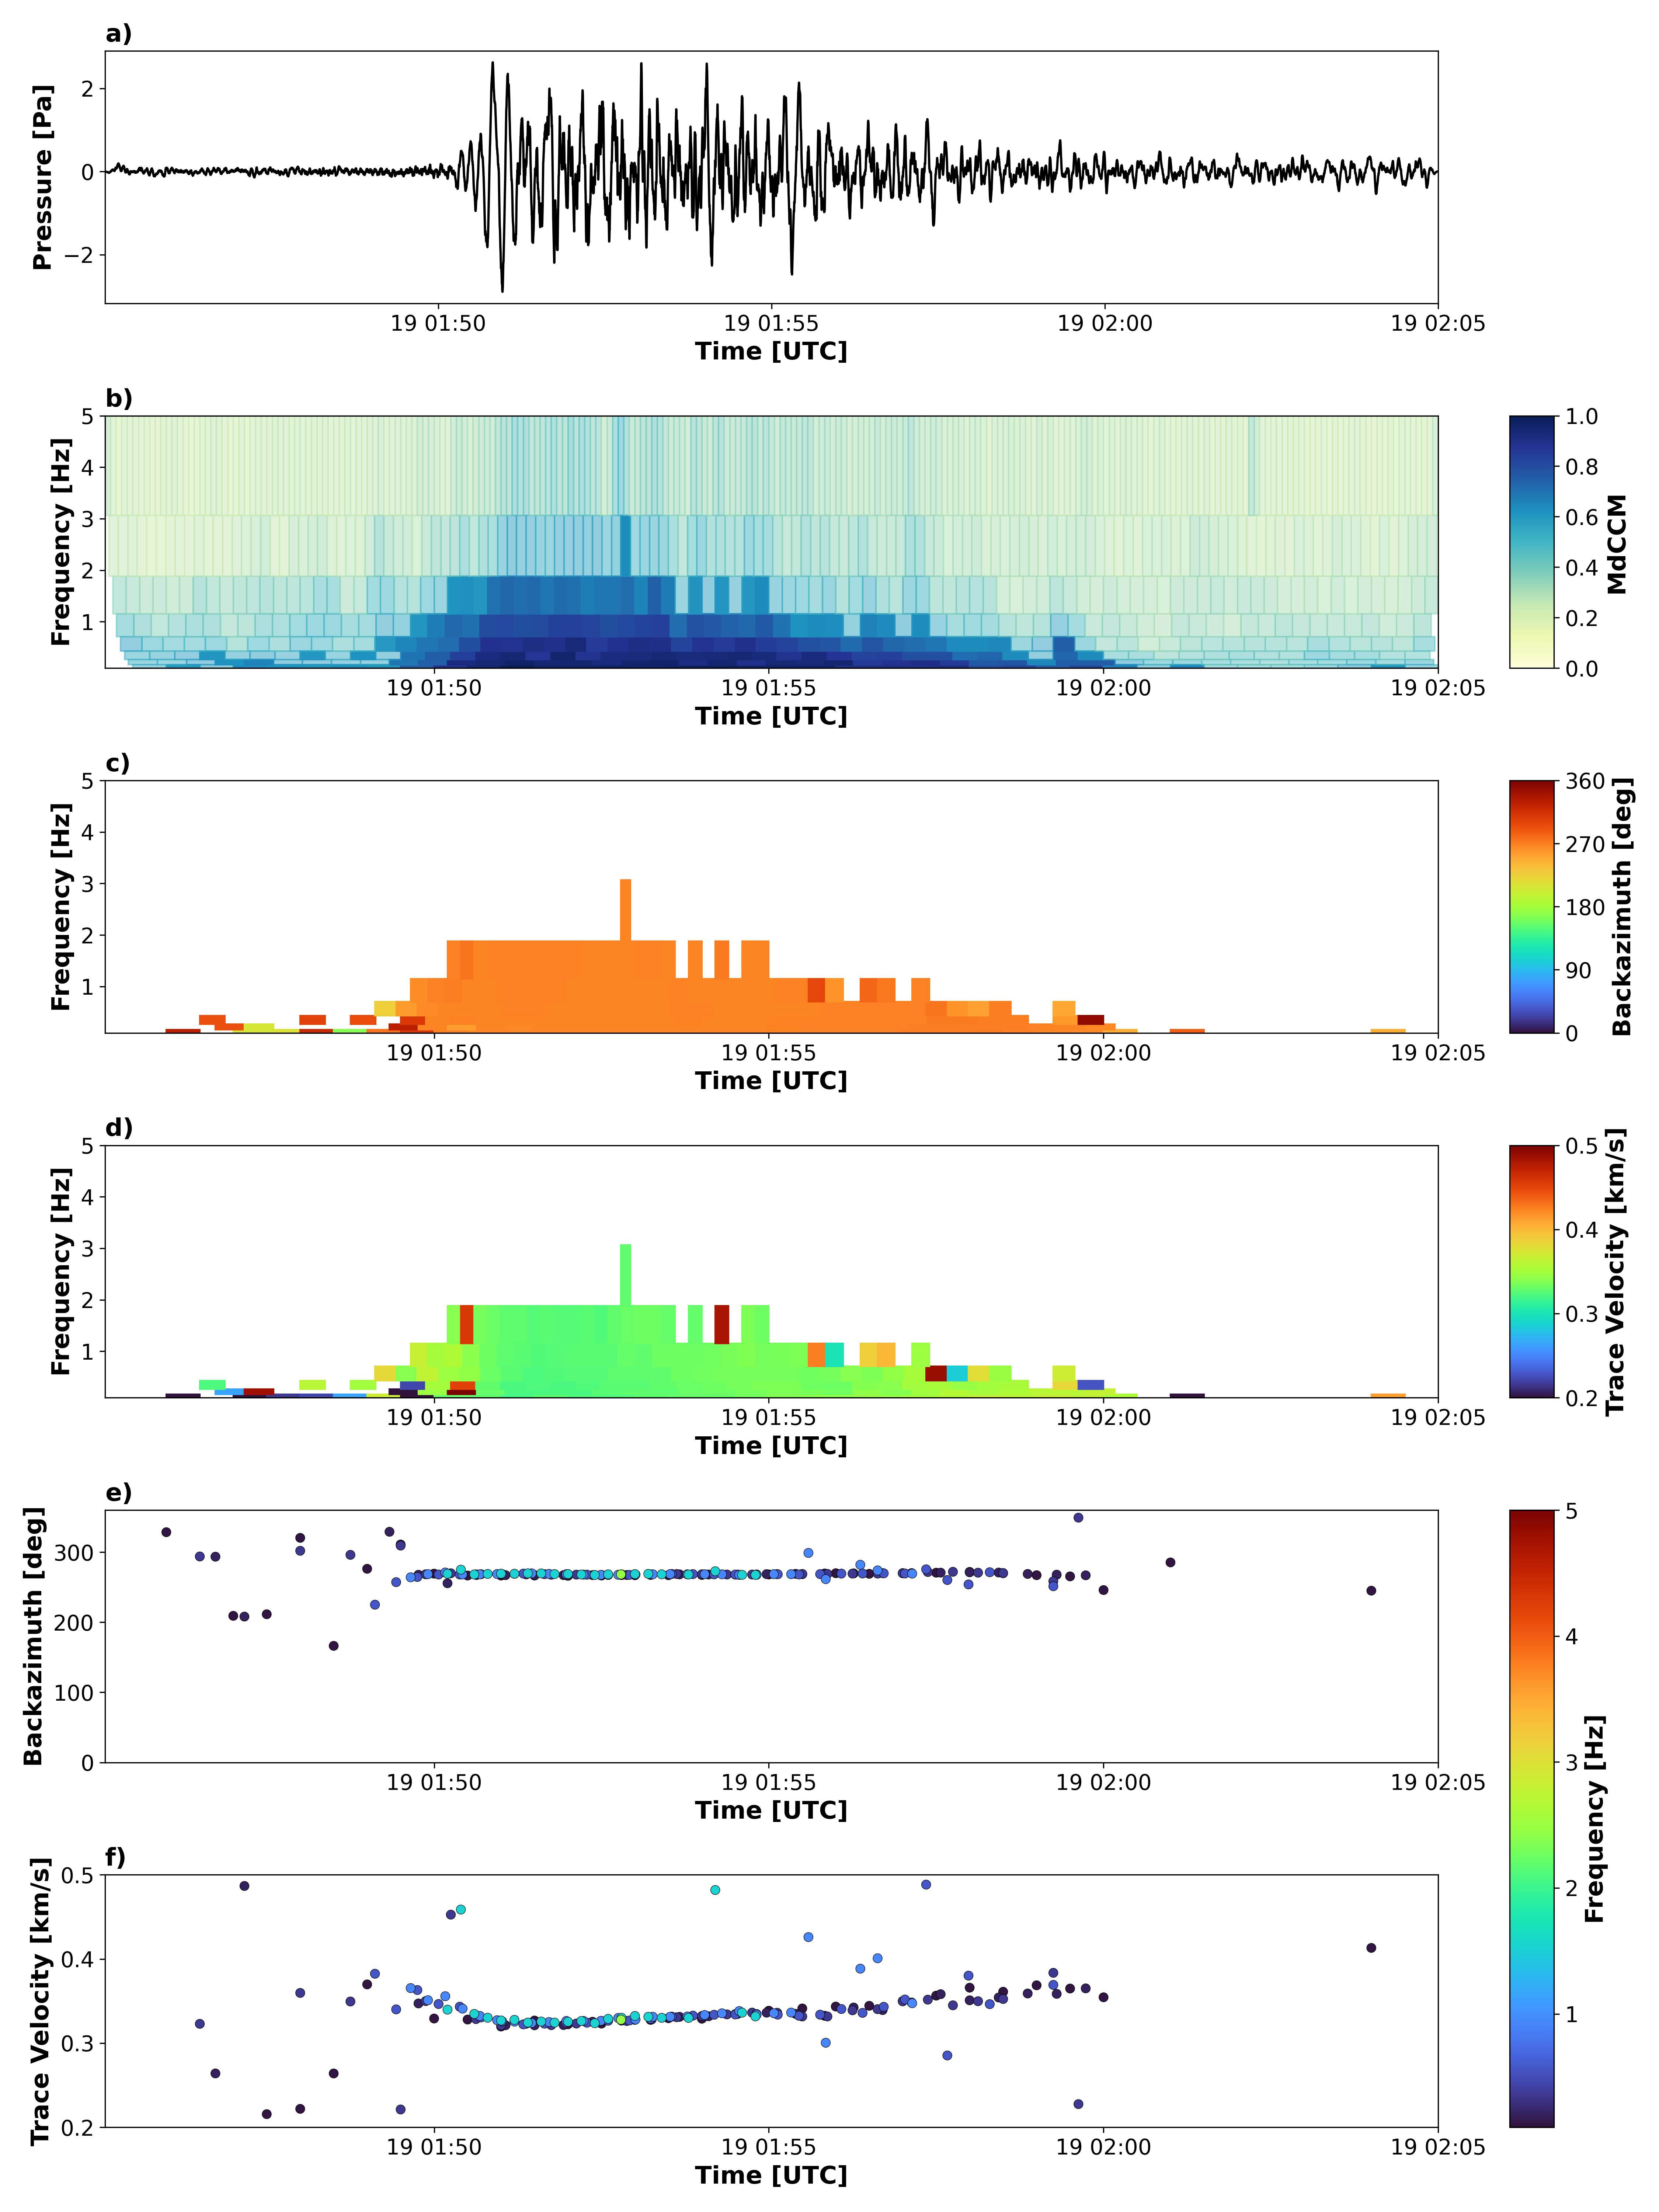 a)
Pressure [Pa]
2
0
−2
19 01:50 19 01:55 19 02:00 19 02:05
Time [UTC]
b)
Frequency [Hz]
5
4
3
2
1
19 01:50 19 01:55 19 02:00 19 02:05
Time [UTC]
1.0
0.8
0.6
0.4
0.2
0.0
MdCCM
c)
Frequency [Hz]
5
4
3
2
1
19 01:50 19 01:55 19 02:00 19 02:05
Time [UTC]
360
270
180
90
0
Backazimuth [deg]
d)
Frequency [Hz]
5
4
3
2
1
19 01:50 19 01:55 19 02:00 19 02:05
Time [UTC]
0.5
0.4
0.3
0.2
Trace Velocity [km/s]
e)
Backazimuth [deg]
300
200
100
0
19 01:50 19 01:55 19 02:00 19 02:05
Time [UTC]
5
4
3
2
1
Frequency [Hz]
f)
Trace Velocity [km/s]
0.5
0.4
0.3
0.2
19 01:50 19 01:55 19 02:00 19 02:05
Time [UTC]